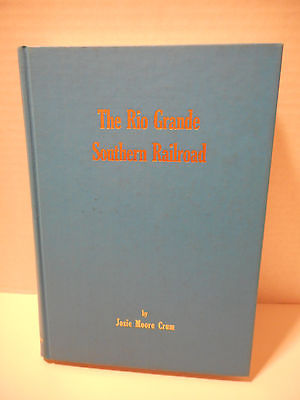 The Rio Grande
Southern Railroad
by
Josie Moore Crum